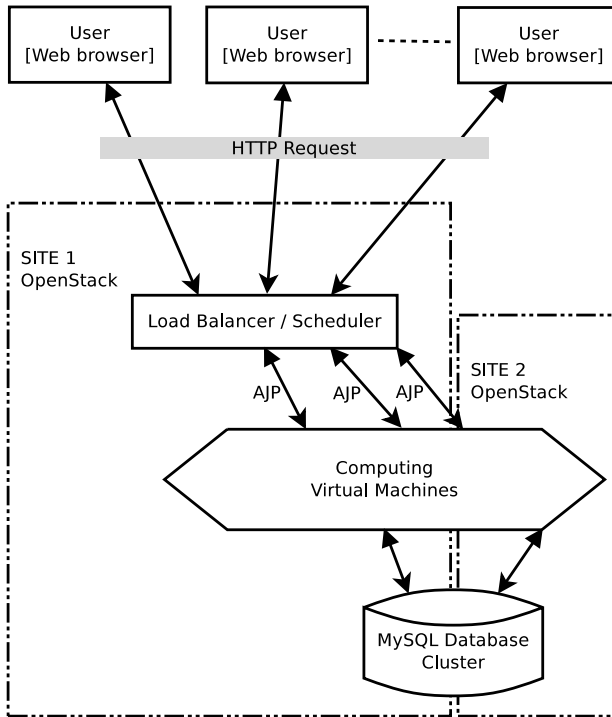 User
[Web browser]
User
[Web browser]
User
[Web browser]
HTTP Request
SITE 1
OpenStack
Load Balancer / Scheduler
SITE 2
OpenStack
AJP
AJP
AJP
Computing
Virtual Machines
MySQL Database
Cluster